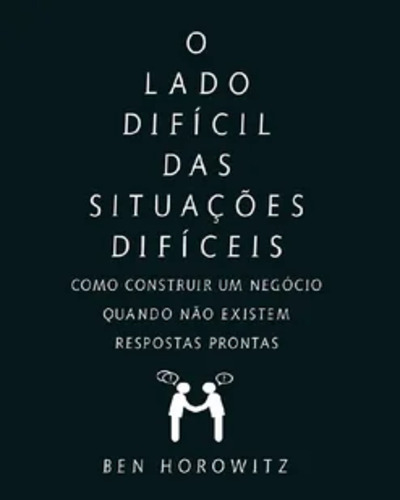 O
LADO
DIFÍCIL
DAS
SITUAÇÕES
DIFÍCEIS
COMO CONSTRUIR UM NEGÓCIO
QUANDO NÃO EXISTEM
RESPOSTAS PRONTAS
BEN HOROWITZ